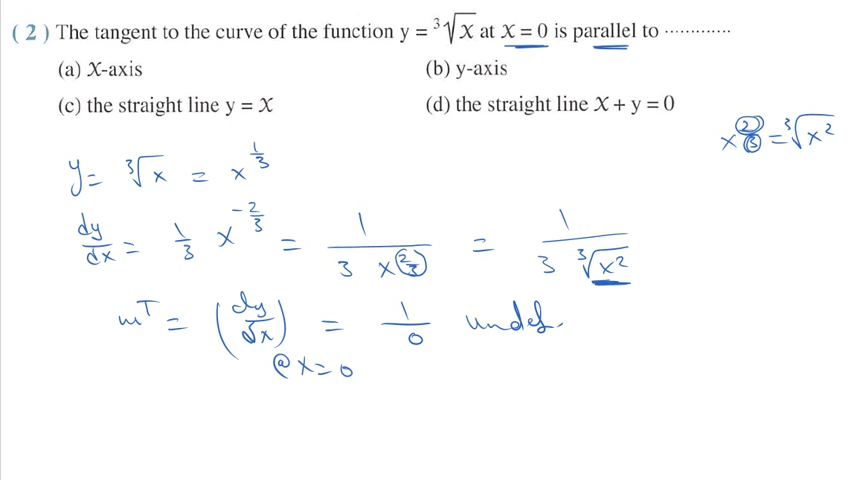 ( 2 ) The tangent to the curve of the function y = ³√x at x = 0 is parallel to ·············
(a) X-axis (b) y-axis
(c) the straight line y = X (d) the straight line X + y = 0
x^(2/3) = ³√x²
y = ³√x = x^(1/3)
dy/dx = 1/3 x^(-2/3) = 1/(3 x^(2/3)) = 1/(3 ³√x²)
mT = (dy/dx) = 1/0 undef.
@x=0